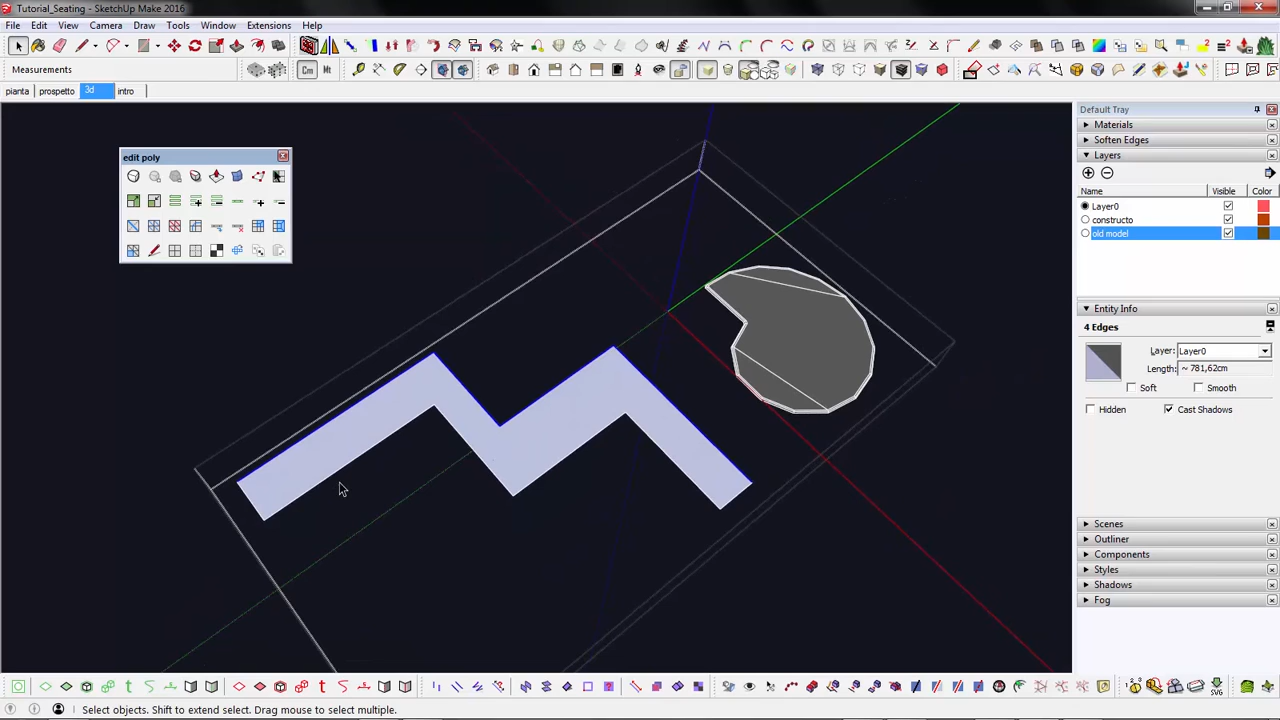 Tutorial_Seating - SketchUp Make 2016
File Edit View Camera Draw Tools Window Extensions Help
Measurements
Cm Mt
pianta prospetto 3d intro
edit poly
Default Tray
Materials
Soften Edges
Layers
Name Visible Color
Layer0
constructo
old model
Entity Info
4 Edges
Layer: Layer0
Length: ~ 781,62cm
Soft Smooth
Hidden Cast Shadows
Scenes
Outliner
Components
Styles
Shadows
Fog
Select objects. Shift to extend select. Drag mouse to select multiple.